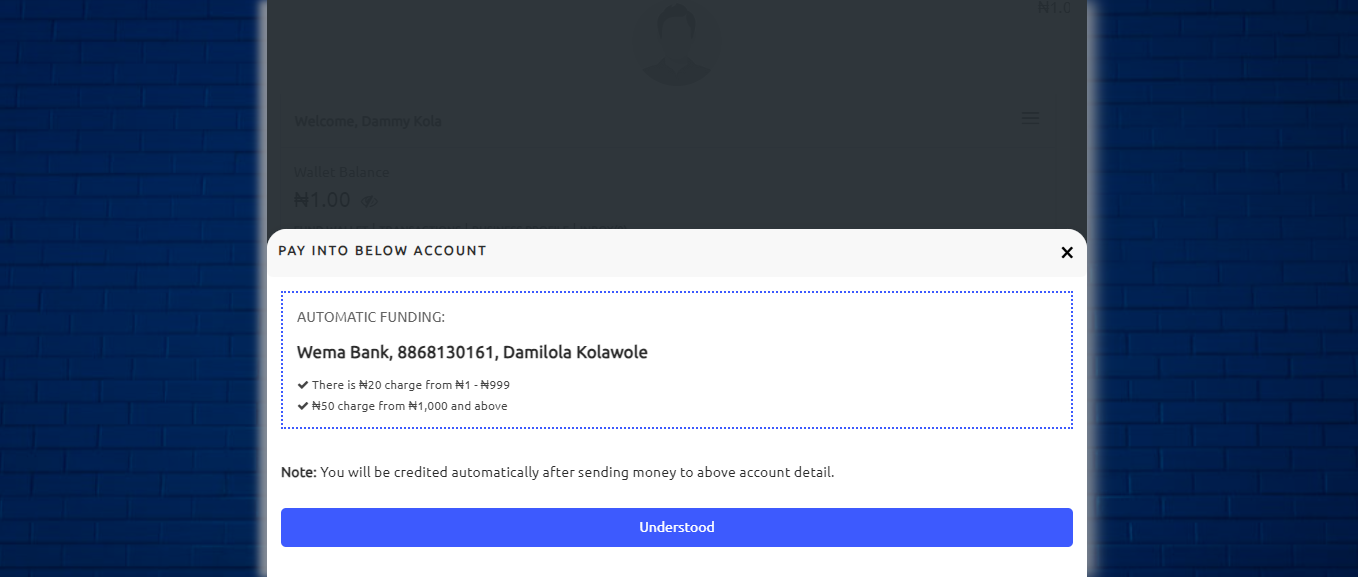 ₦1.0
Welcome, Dammy Kola
Wallet Balance
₦1.00
PAY INTO BELOW ACCOUNT
×
AUTOMATIC FUNDING:
Wema Bank, 8868130161, Damilola Kolawole
✔ There is ₦20 charge from ₦1 - ₦999
✔ ₦50 charge from ₦1,000 and above
Note: You will be credited automatically after sending money to above account detail.
Understood